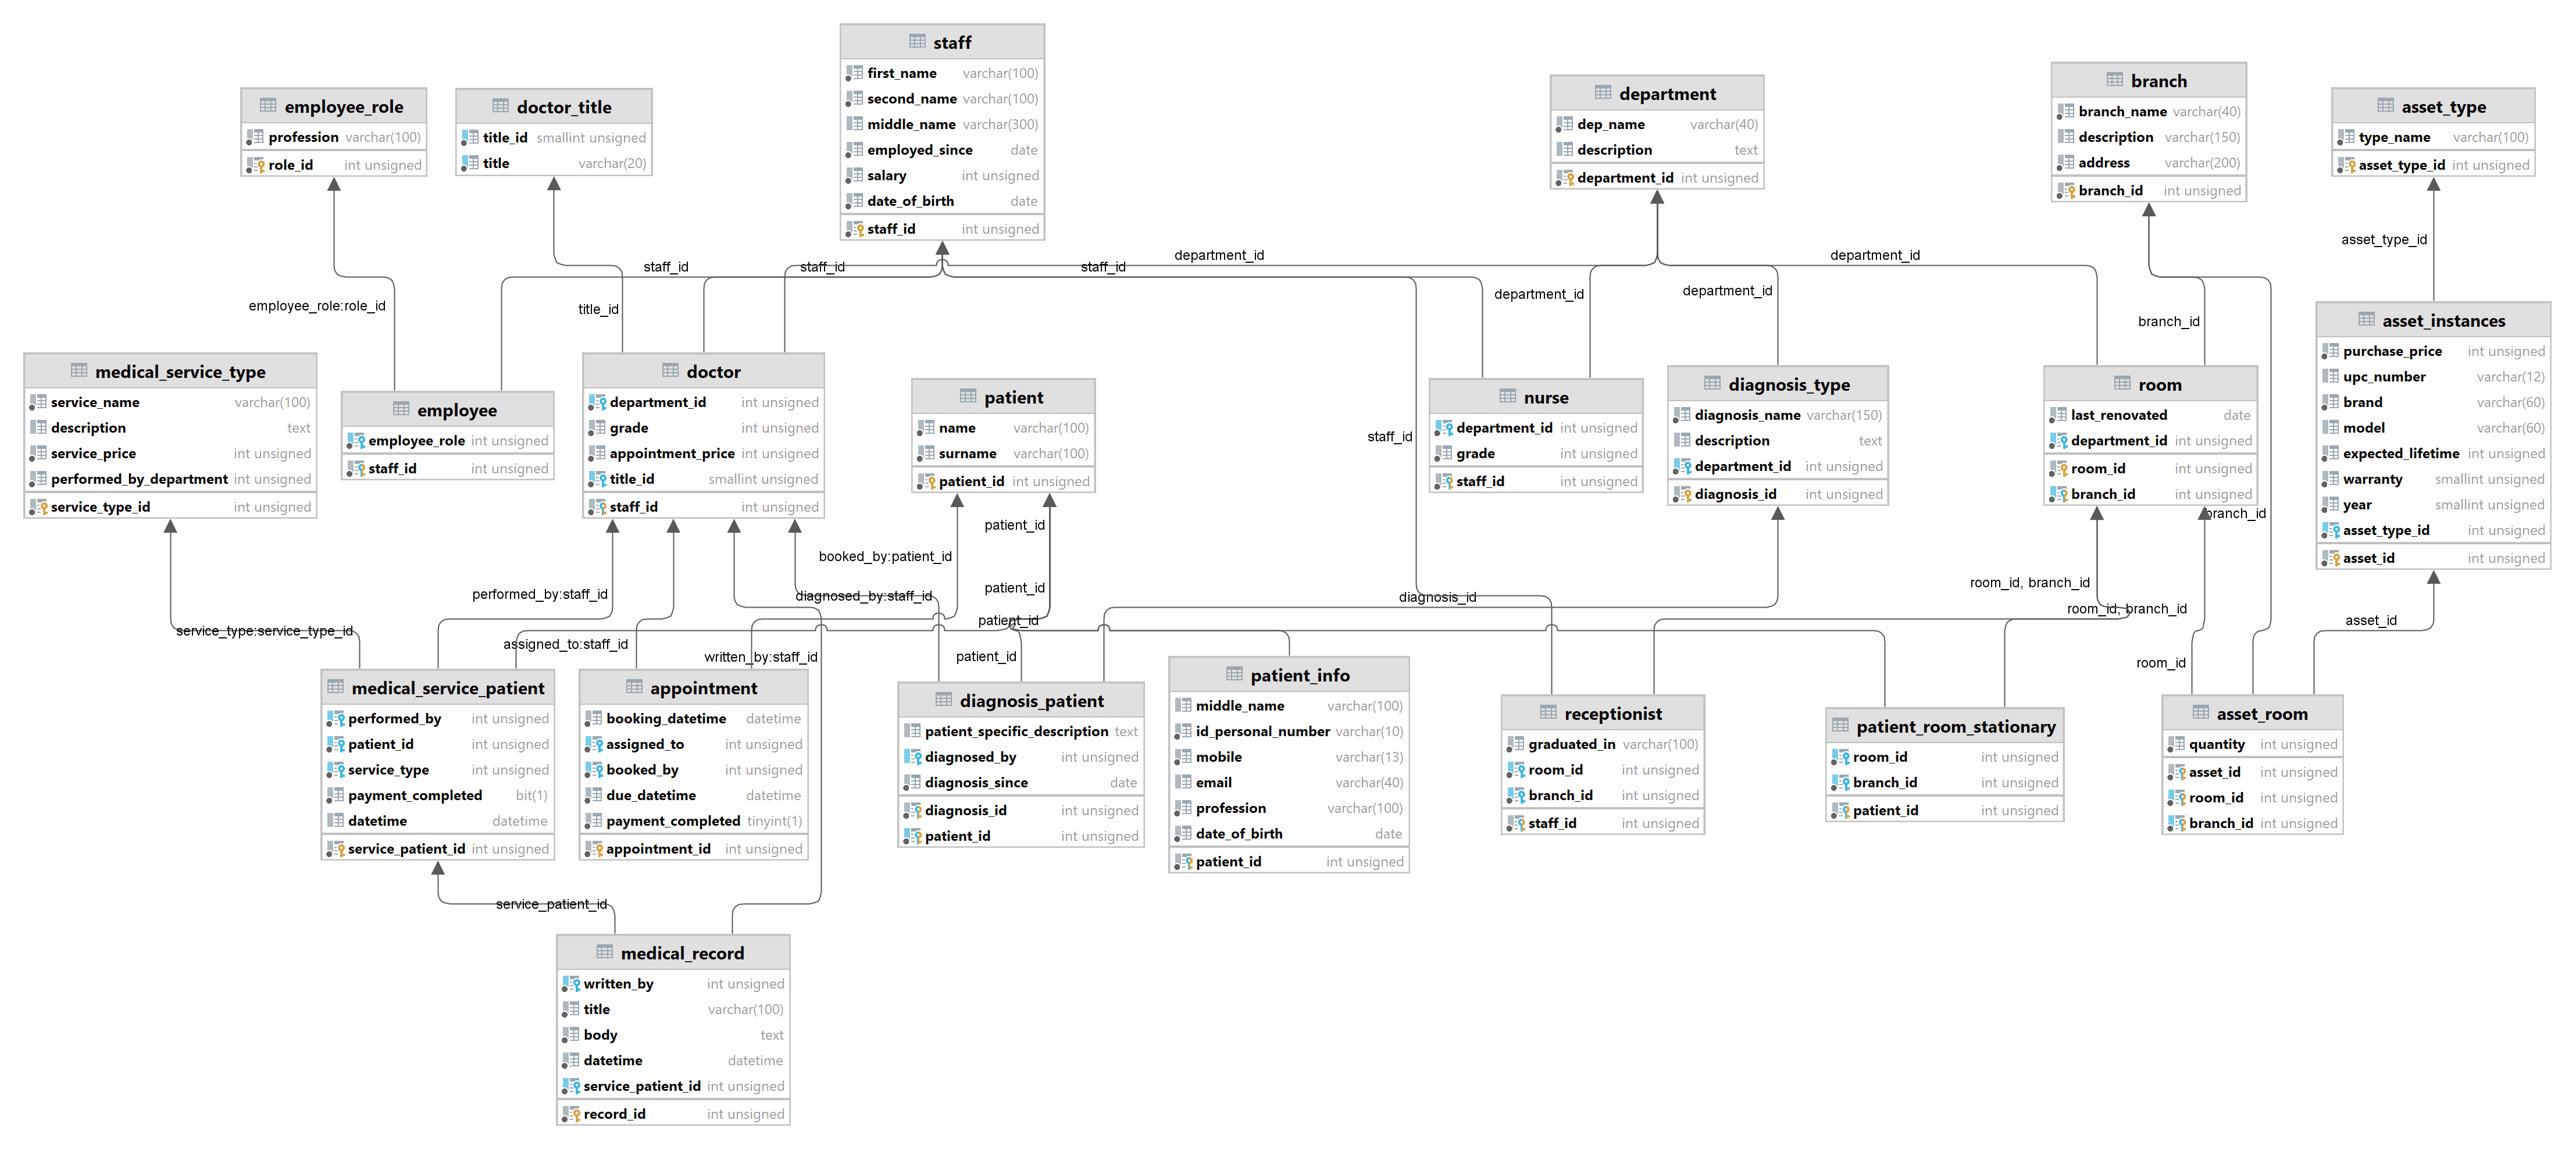 staff
first_name varchar(100)
second_name varchar(100)
middle_name varchar(300)
employed_since date
salary int unsigned
date_of_birth date
staff_id int unsigned
employee_role
profession varchar(100)
role_id int unsigned
doctor_title
title_id smallint unsigned
title varchar(20)
department
dep_name varchar(40)
description text
department_id int unsigned
branch
branch_name varchar(40)
description varchar(150)
address varchar(200)
branch_id int unsigned
asset_type
type_name varchar(100)
asset_type_id int unsigned
asset_type_id
department_id
department_id
staff_id
staff_id
staff_id
department_id
department_id
employee_role:role_id
title_id
branch_id
medical_service_type
service_name varchar(100)
description text
service_price int unsigned
performed_by_department int unsigned
service_type_id int unsigned
employee
employee_role int unsigned
staff_id int unsigned
doctor
department_id int unsigned
grade int unsigned
appointment_price int unsigned
title_id smallint unsigned
staff_id int unsigned
patient
name varchar(100)
surname varchar(100)
patient_id int unsigned
staff_id
nurse
department_id int unsigned
grade int unsigned
staff_id int unsigned
diagnosis_type
diagnosis_name varchar(150)
description text
department_id int unsigned
diagnosis_id int unsigned
room
last_renovated date
department_id int unsigned
room_id int unsigned
branch_id int unsigned
asset_instances
purchase_price int unsigned
upc_number varchar(12)
brand varchar(60)
model varchar(60)
expected_lifetime int unsigned
warranty smallint unsigned
year smallint unsigned
asset_type_id int unsigned
asset_id int unsigned
branch_id
patient_id
booked_by:patient_id
room_id, branch_id
patient_id
performed_by:staff_id
diagnosed_by:staff_id
diagnosis_id
room_id, branch_id
patient_id
asset_id
service_type:service_type_id
assigned_to:staff_id
written_by:staff_id
patient_id
room_id
medical_service_patient
performed_by int unsigned
patient_id int unsigned
service_type int unsigned
payment_completed bit(1)
datetime datetime
service_patient_id int unsigned
appointment
booking_datetime datetime
assigned_to int unsigned
booked_by int unsigned
due_datetime datetime
payment_completed tinyint(1)
appointment_id int unsigned
diagnosis_patient
patient_specific_description text
diagnosed_by int unsigned
diagnosis_since date
diagnosis_id int unsigned
patient_id int unsigned
patient_info
middle_name varchar(100)
id_personal_number varchar(10)
mobile varchar(13)
email varchar(40)
profession varchar(100)
date_of_birth date
patient_id int unsigned
receptionist
graduated_in varchar(100)
room_id int unsigned
branch_id int unsigned
staff_id int unsigned
patient_room_stationary
room_id int unsigned
branch_id int unsigned
patient_id int unsigned
asset_room
quantity int unsigned
asset_id int unsigned
room_id int unsigned
branch_id int unsigned
service_patient_id
medical_record
written_by int unsigned
title varchar(100)
body text
datetime datetime
service_patient_id int unsigned
record_id int unsigned